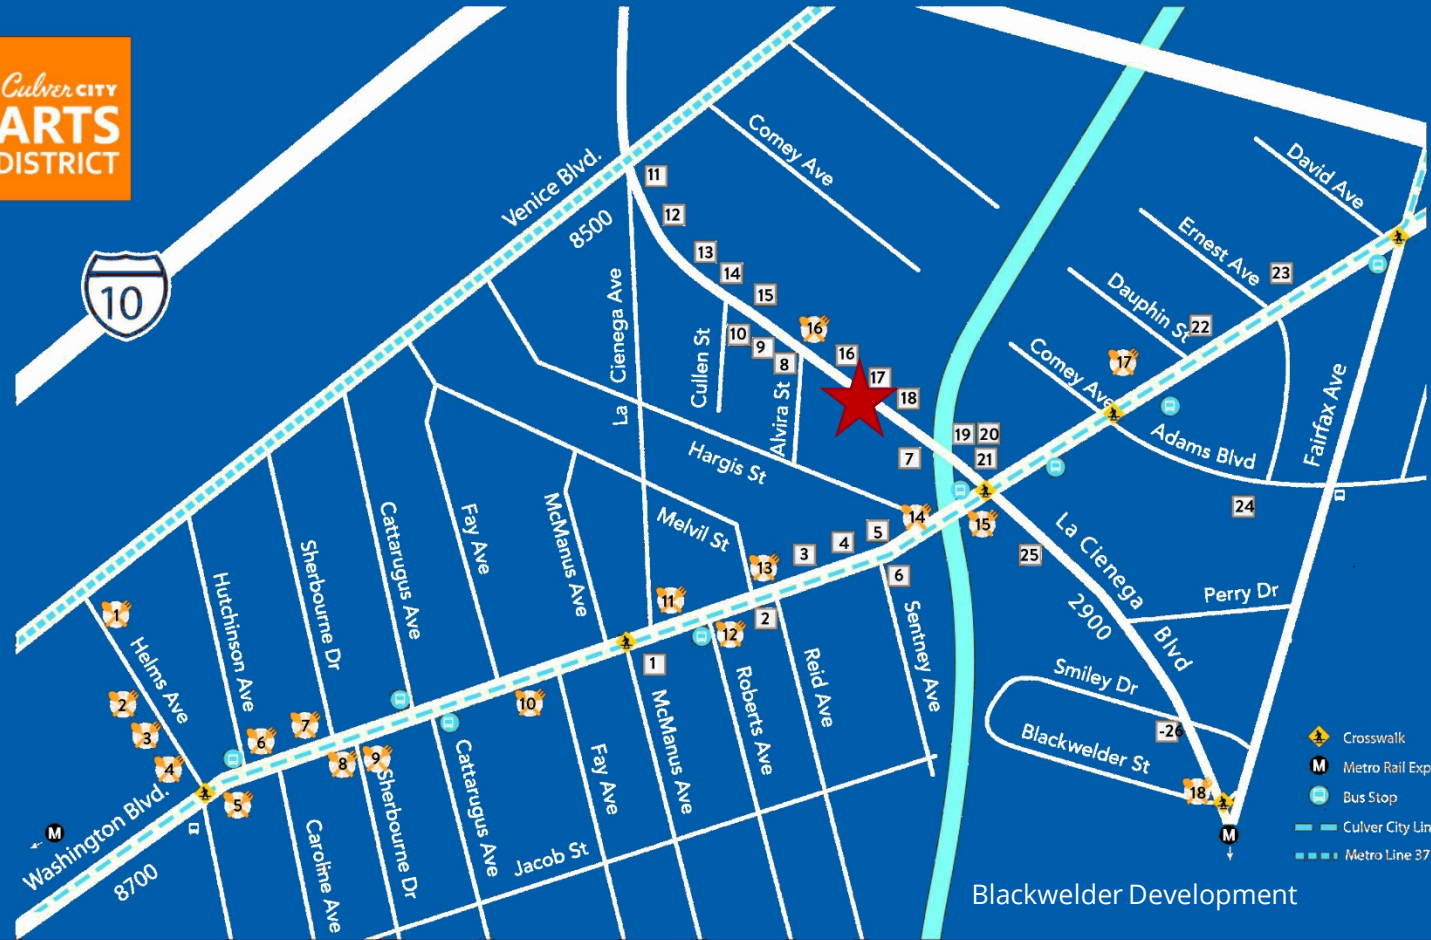 Culver CITY
ARTS
DISTRICT
10
Venice Blvd.
8500
11
12
13
14
15
16
16
17
18
10
9
8
7
19
20
21
Comey Ave
David Ave
Ernest Ave
23
Dauphin St
22
17
Comey Ave
Adams Blvd
Fairfax Ave
24
La Cienega Ave
Cullen St
Alvira St
Hargis St
Melvil St
McManus Ave
Fay Ave
Cattarugus Ave
Sherbourne Dr
Hutchinson Ave
Helms Ave
1
2
3
4
5
6
7
8
9
10
11
12
13
14
15
1
2
3
4
5
6
25
La Cienega Blvd
2900
Perry Dr
Smiley Dr
-26
Blackwelder St
18
M
Sentney Ave
Reid Ave
Roberts Ave
McManus Ave
Fay Ave
Cattarugus Ave
Sherbourne Dr
Caroline Ave
Jacob St
Washington Blvd.
8700
M
Crosswalk
M Metro Rail Exp
Bus Stop
Culver City Lin
Metro Line 37
Blackwelder Development